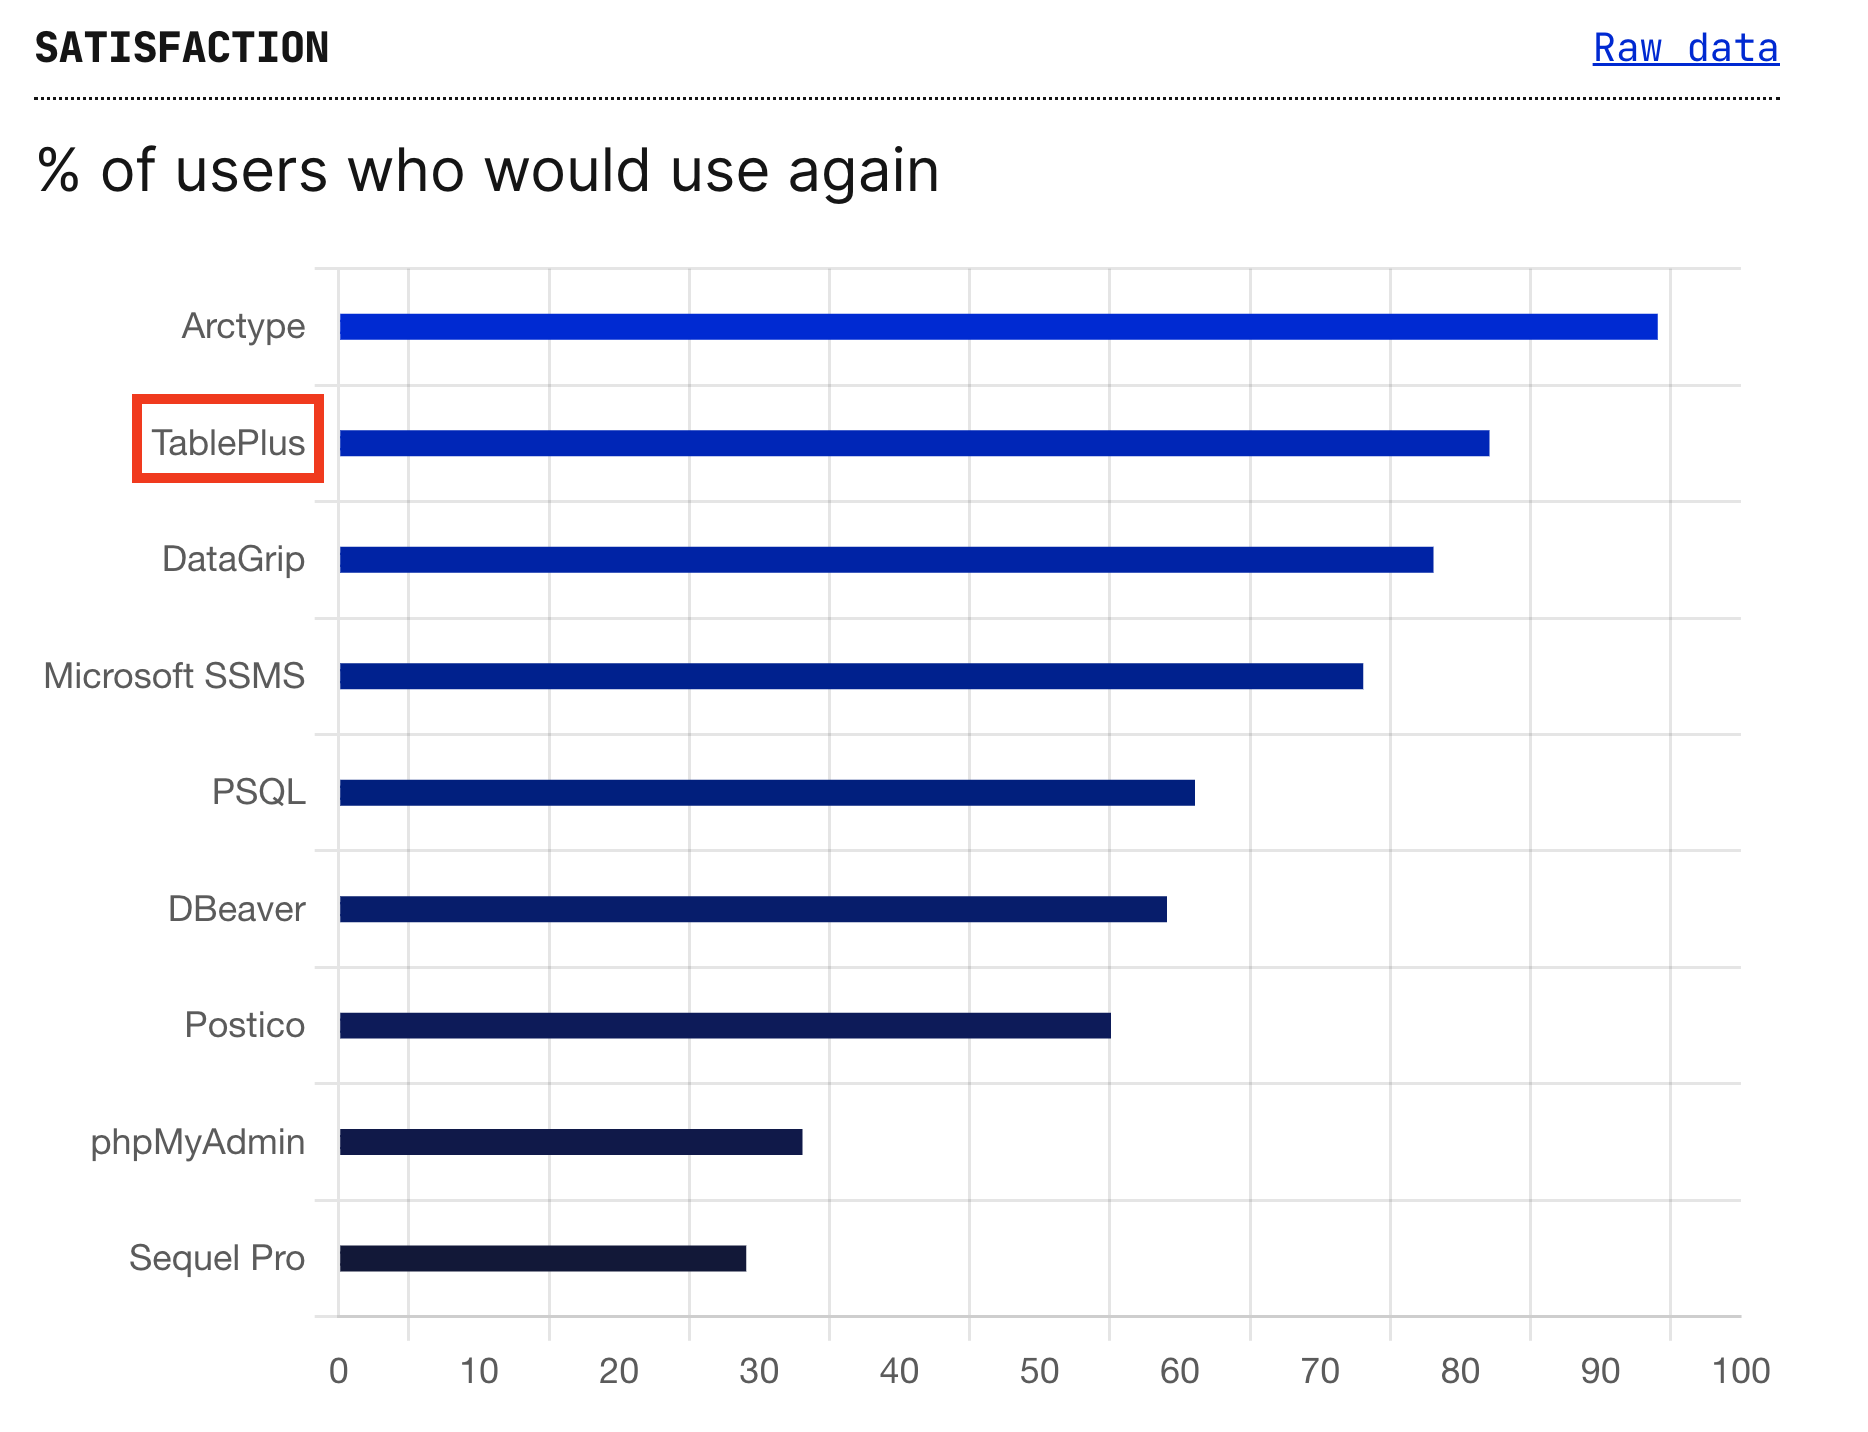 SATISFACTION
Raw data
% of users who would use again
Arctype
TablePlus
DataGrip
Microsoft SSMS
PSQL
DBeaver
Postico
phpMyAdmin
Sequel Pro
0 10 20 30 40 50 60 70 80 90 100